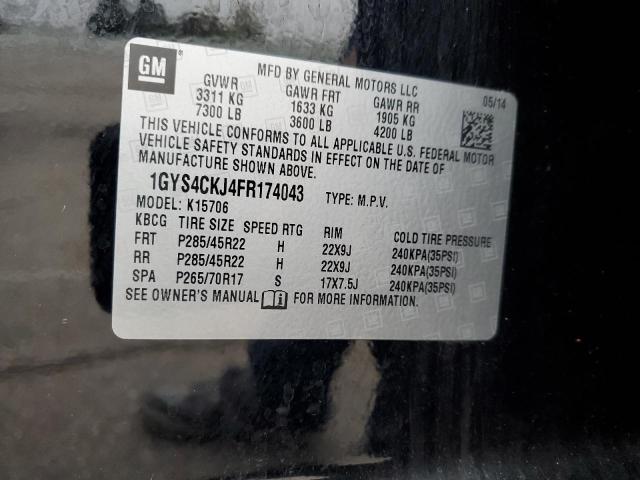 GM
MFD BY GENERAL MOTORS LLC
05/14
GVWR GAWR FRT GAWR RR
3311 KG 1633 KG 1905 KG
7300 LB 3600 LB 4200 LB
THIS VEHICLE CONFORMS TO ALL APPLICABLE U.S. FEDERAL MOTOR
VEHICLE SAFETY STANDARDS IN EFFECT ON THE DATE OF
MANUFACTURE SHOWN ABOVE.
1GYS4CKJ4FR174043 TYPE: M.P.V.
MODEL: K15706
KBCG TIRE SIZE SPEED RTG RIM COLD TIRE PRESSURE
FRT P285/45R22 H 22X9J 240KPA(35PSI)
RR P285/45R22 H 22X9J 240KPA(35PSI)
SPA P265/70R17 S 17X7.5J 240KPA(35PSI)
SEE OWNER'S MANUAL FOR MORE INFORMATION.